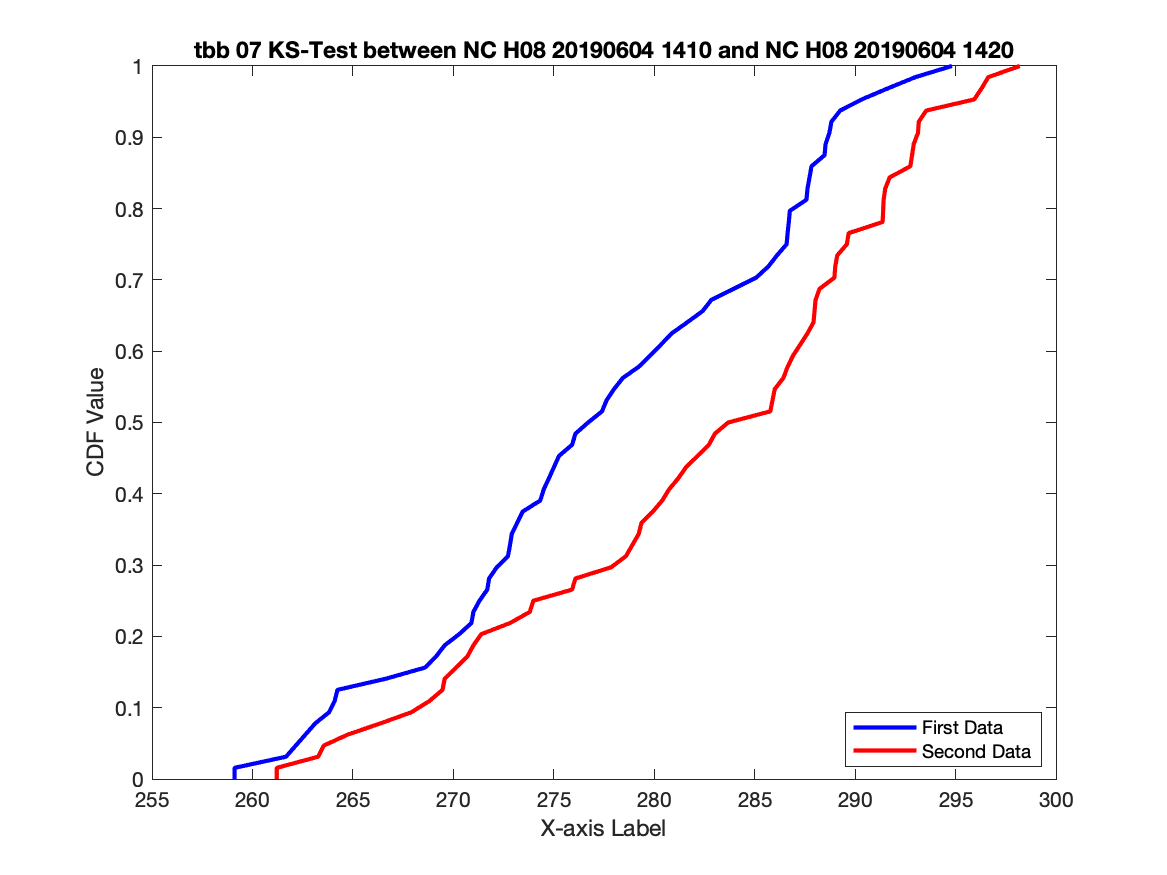 tbb 07 KS-Test between NC H08 20190604 1410 and NC H08 20190604 1420
1
0.9
0.8
0.7
0.6
0.5
0.4
0.3
0.2
0.1
0
CDF Value
First Data
Second Data
255 260 265 270 275 280 285 290 295 300
X-axis Label